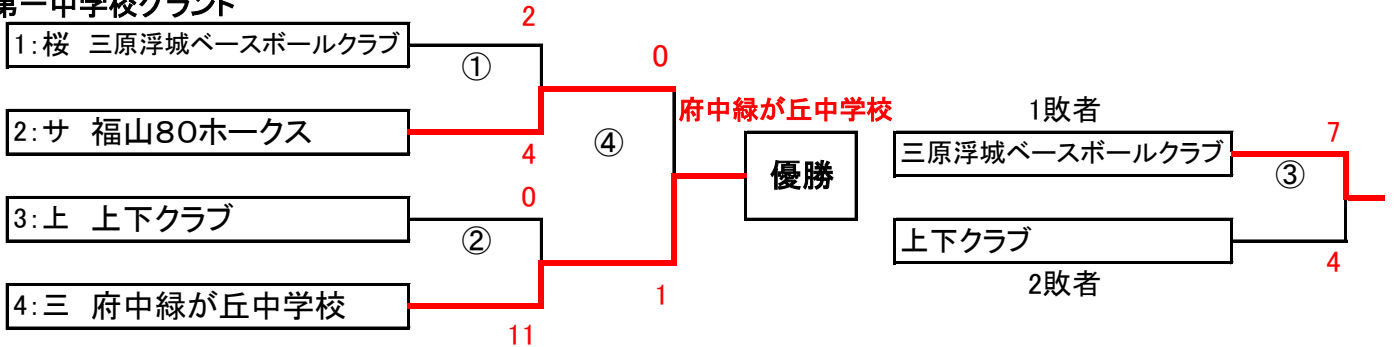 第一中学校グランド
2
1:桜 三原浮城ベースボールクラブ
①
0
府中緑が丘中学校
1敗者
2:サ 福山80ホークス
4
④
優勝
三原浮城ベースボールクラブ
7
③
0
3:上 上下クラブ
②
上下クラブ
4
2敗者
4:三 府中緑が丘中学校
1
11